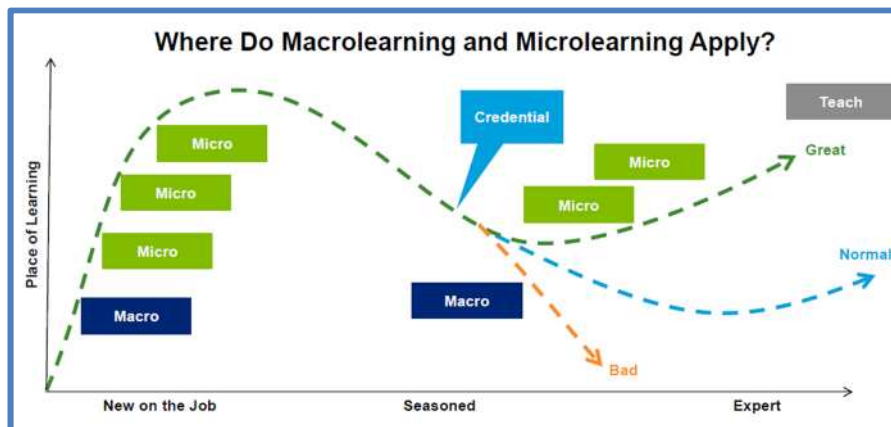 Where Do Macrolearning and Microlearning Apply?
Place of Learning
Teach
Credential
Micro
Great
Micro
Micro
Micro
Micro
Normal
Macro
Macro
Bad
New on the Job
Seasoned
Expert